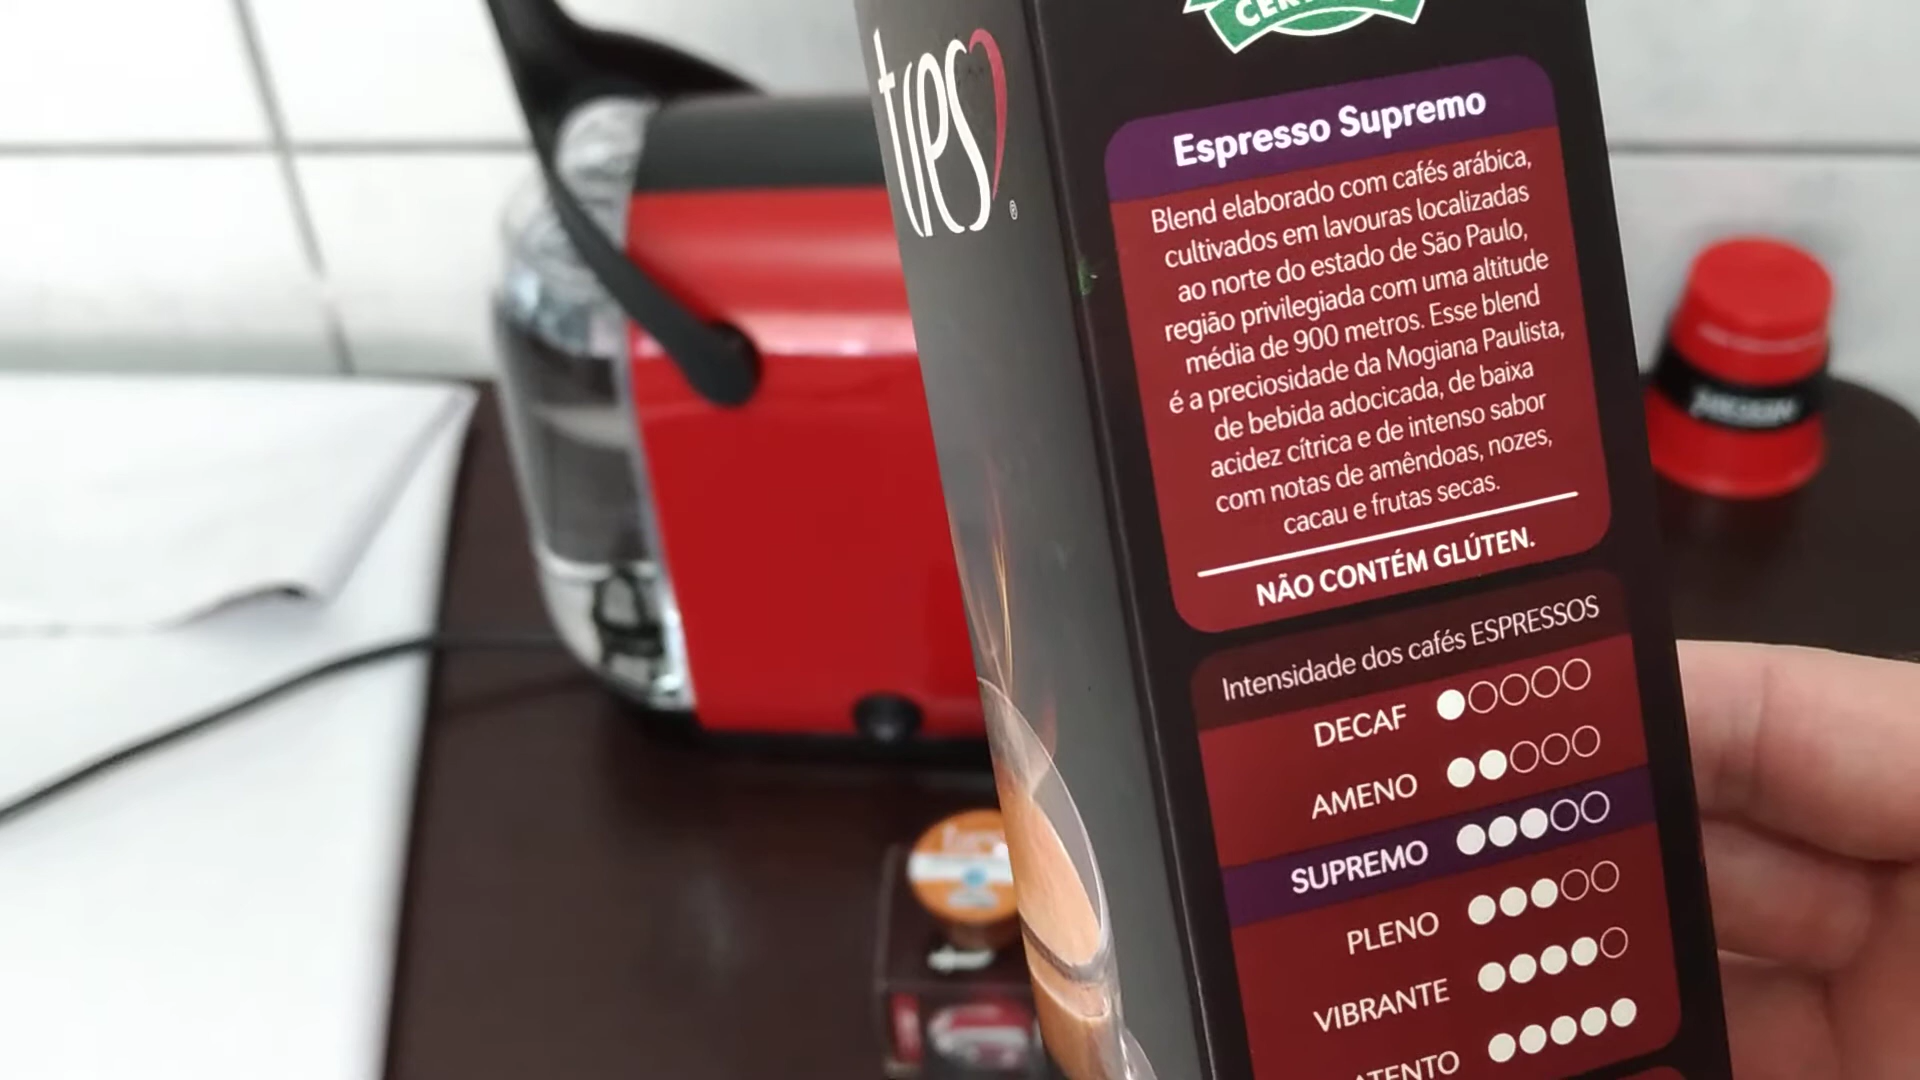 tres
®
Espresso Supremo
Blend elaborado com cafés arábica,
cultivados em lavouras localizadas
ao norte do estado de São Paulo,
região privilegiada com uma altitude
média de 900 metros. Esse blend
é a preciosidade da Mogiana Paulista,
de bebida adocicada, de baixa
acidez cítrica e de intenso sabor
com notas de amêndoas, nozes,
cacau e frutas secas.
NÃO CONTÉM GLÚTEN.
Intensidade dos cafés ESPRESSOS
DECAF
AMENO
SUPREMO
PLENO
VIBRANTE